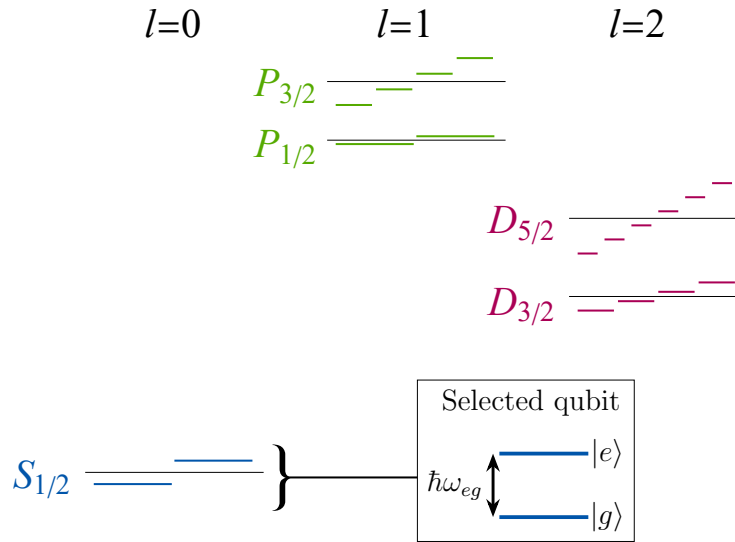 l=0 l=1 l=2
P3/2
P1/2
D5/2
D3/2
Selected qubit
|e⟩
S1/2
ħωeg
|g⟩